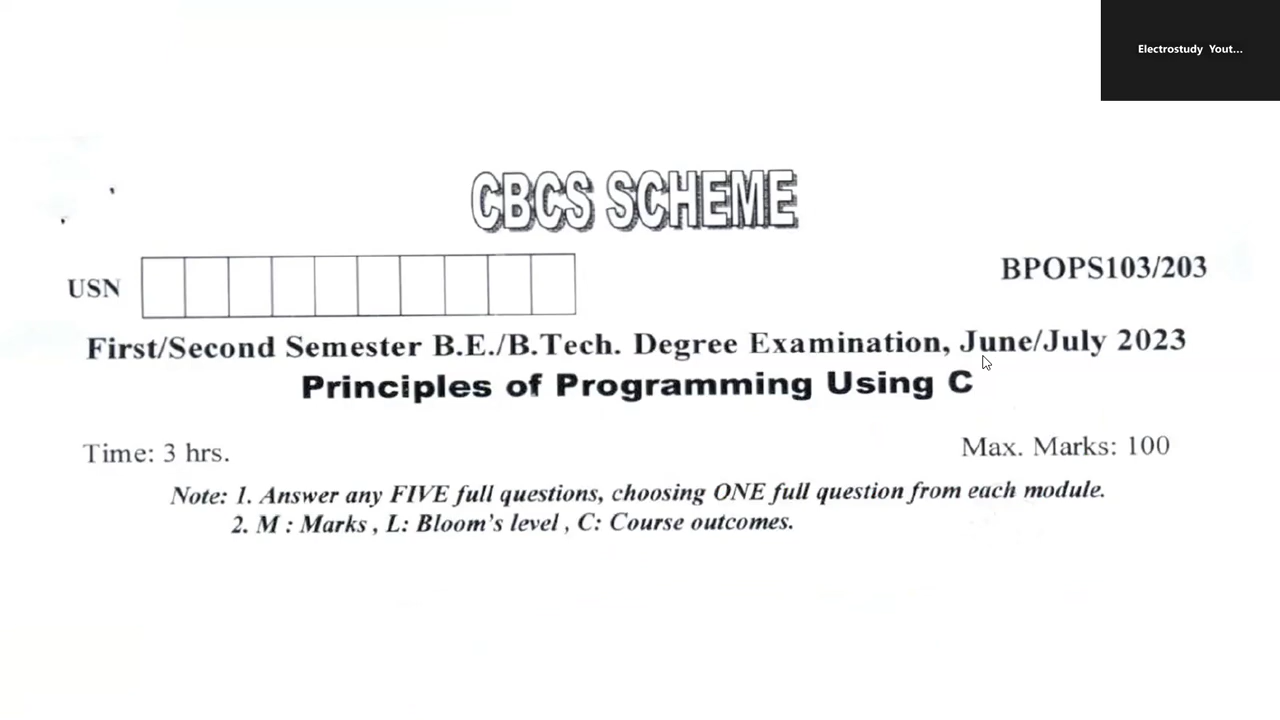 Electrostudy Yout...
CBCS SCHEME
USN
BPOPS103/203
First/Second Semester B.E./B.Tech. Degree Examination, June/July 2023
Principles of Programming Using C
Time: 3 hrs.
Max. Marks: 100
Note: 1. Answer any FIVE full questions, choosing ONE full question from each module.
2. M : Marks , L: Bloom's level , C: Course outcomes.